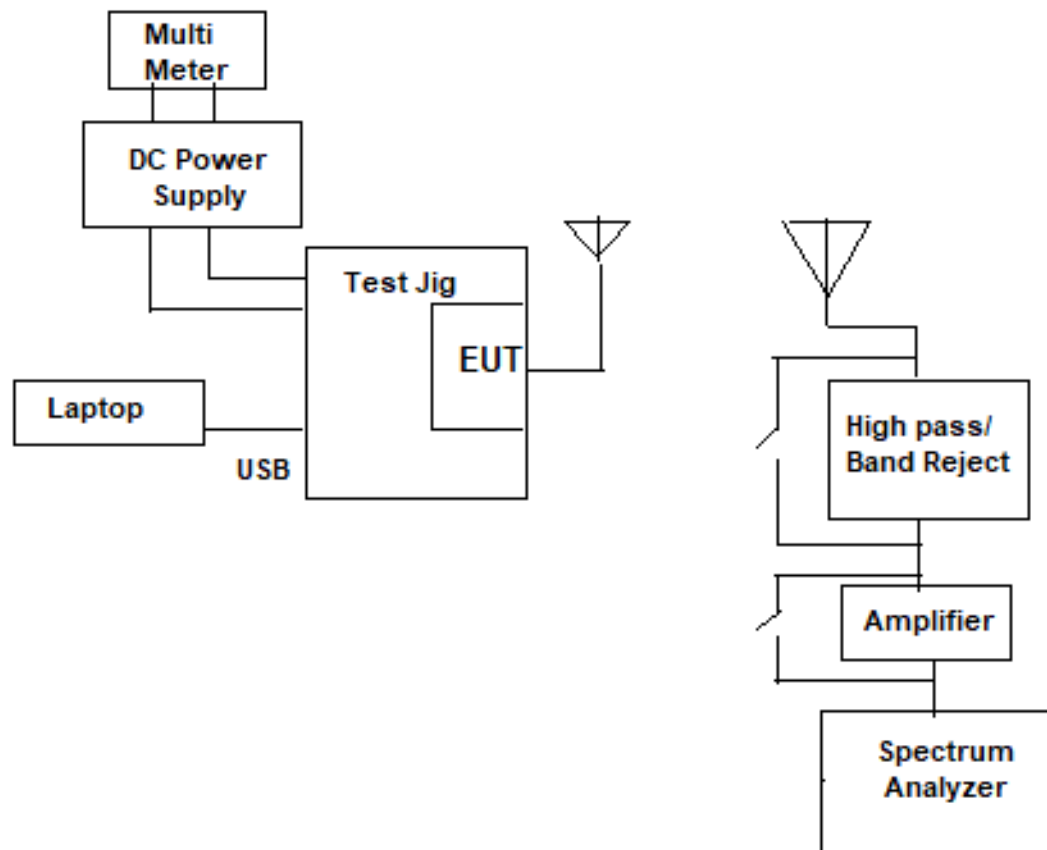 Multi
Meter
DC Power
Supply
Test Jig
EUT
Laptop
USB
High pass/
Band Reject
Amplifier
Spectrum
Analyzer